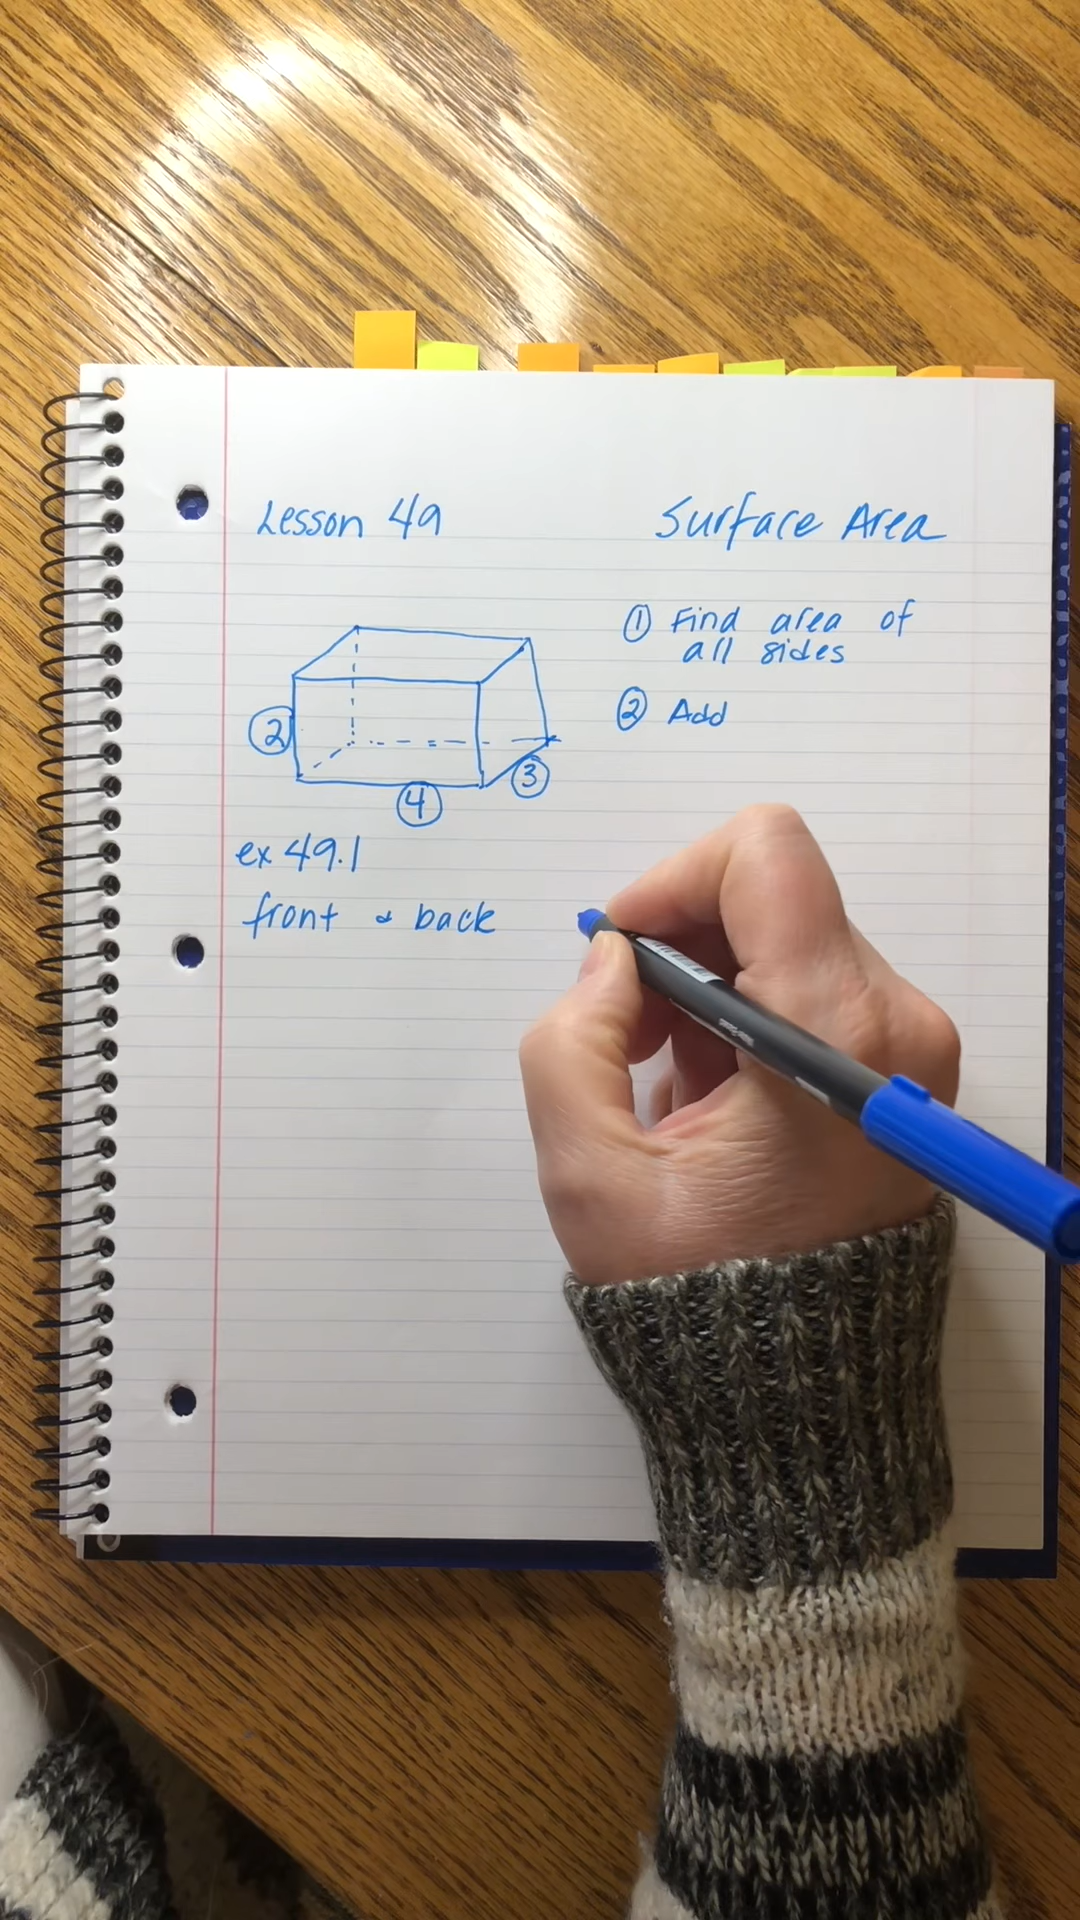 Lesson 49
Surface Area
① Find area of
all sides
② Add
2
3
4
ex 49.1
front & back